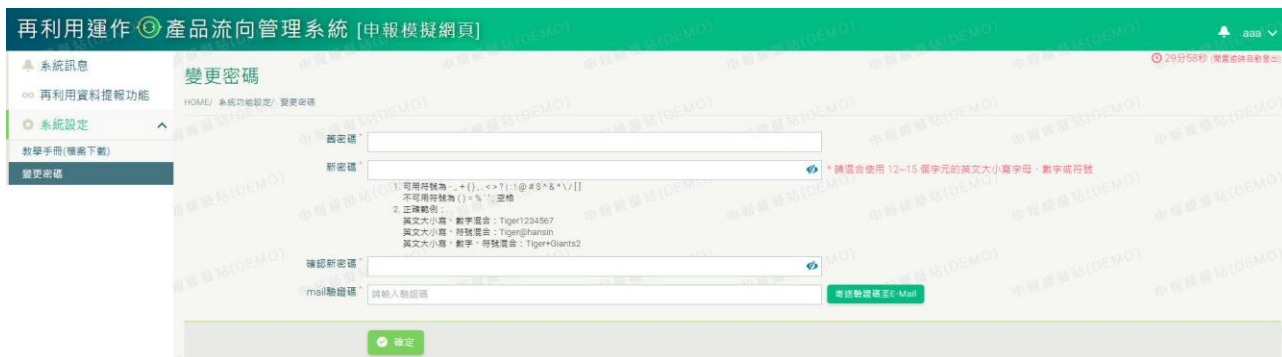 再利用運作 產品流向管理系統 [申報模擬網頁]
aaa
系統訊息
29分58秒 (閒置逾時自動登出)
變更密碼
再利用資料提報功能
HOME/ 系統功能設定/ 變更密碼
系統設定
教學手冊(檔案下載)
變更密碼
舊密碼*
新密碼*
* 請混合使用 12~15 個字元的英文大小寫字母、數字或符號
不可用符號為
2. 正確範例：
英文大小寫、數字混合：Tiger1234567
英文大小寫、符號混合：Tiger@hansin
英文大小寫、數字、符號混合：Tiger+Giants2
確認新密碼*
mail驗證碼*
請輸入驗證碼
寄送驗證碼至E-Mail
確定